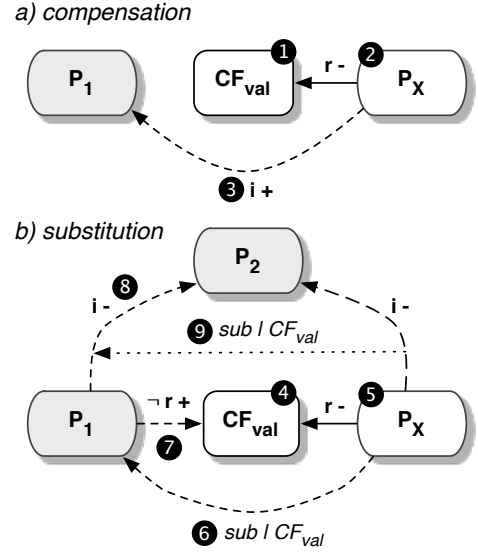 a) compensation
1 2
P1 CFval r - PX
3 i +
b) substitution
P2
i - 8 i -
9 sub / CFval
4 5
P1 ¬ r + CFval r - PX
7
6 sub / CFval